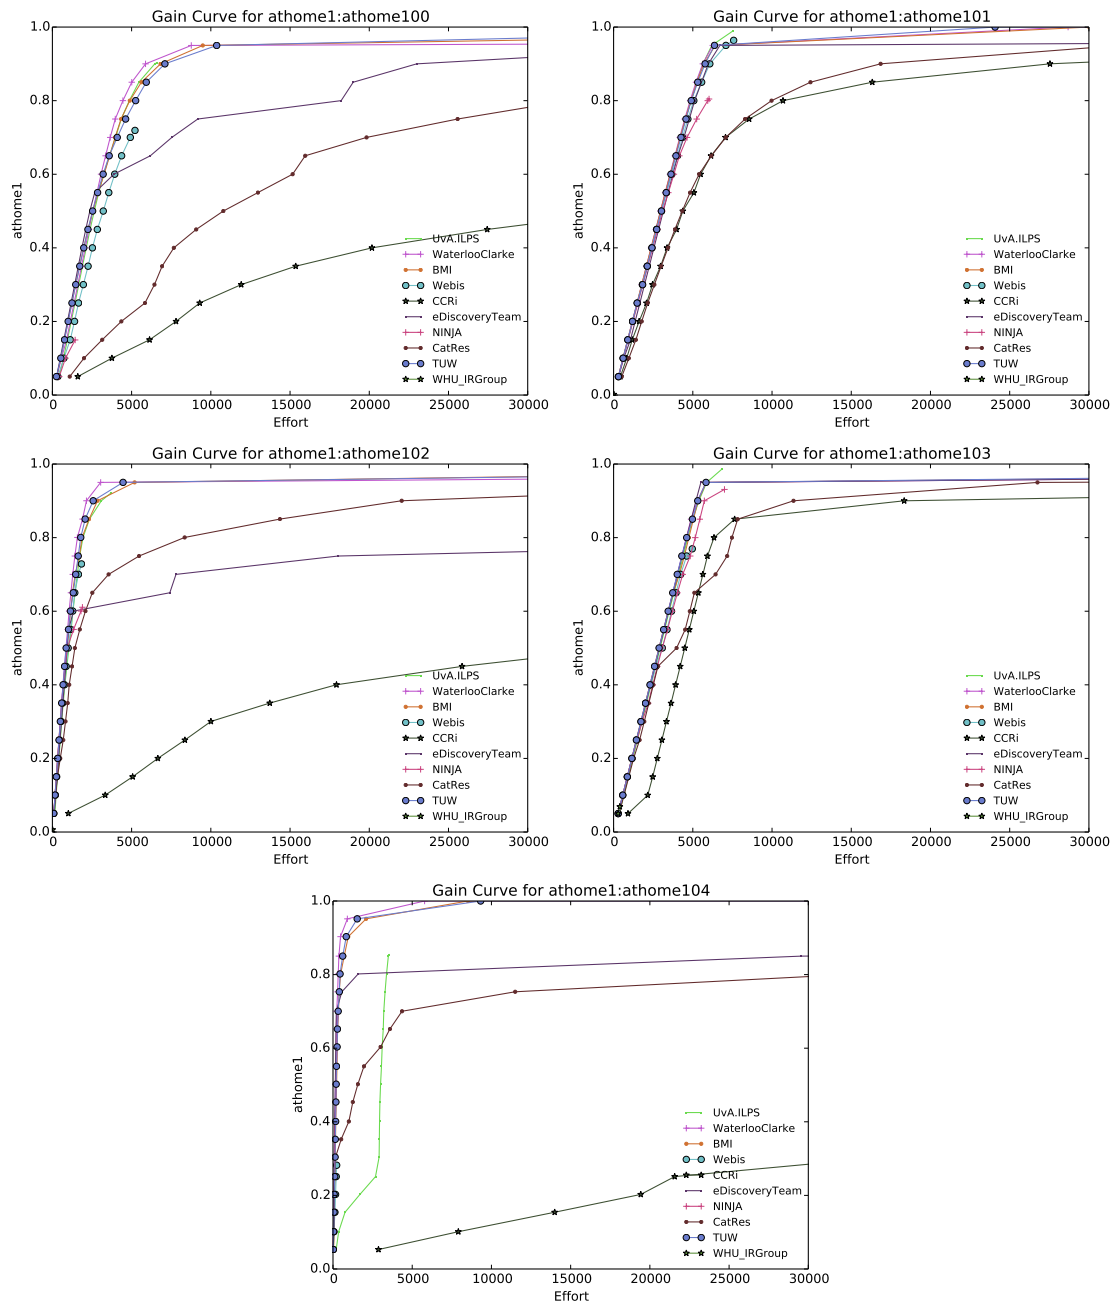 Gain Curve for athome1:athome100
1.0
0.8
0.6
0.4
0.2
0.0
athome1
0
5000
10000
15000
20000
25000
30000
Effort
UvA.ILPS
WaterlooClarke
BMI
Webis
CCRi
eDiscoveryTeam
NINJA
CatRes
TUW
WHU_IRGroup
Gain Curve for athome1:athome101
1.0
0.8
0.6
0.4
0.2
0.0
athome1
0
5000
10000
15000
20000
25000
30000
Effort
UvA.ILPS
WaterlooClarke
BMI
Webis
CCRi
eDiscoveryTeam
NINJA
CatRes
TUW
WHU_IRGroup
Gain Curve for athome1:athome102
1.0
0.8
0.6
0.4
0.2
0.0
athome1
0
5000
10000
15000
20000
25000
30000
Effort
UvA.ILPS
WaterlooClarke
BMI
Webis
CCRi
eDiscoveryTeam
NINJA
CatRes
TUW
WHU_IRGroup
Gain Curve for athome1:athome103
1.0
0.8
0.6
0.4
0.2
0.0
athome1
0
5000
10000
15000
20000
25000
30000
Effort
UvA.ILPS
WaterlooClarke
BMI
Webis
CCRi
eDiscoveryTeam
NINJA
CatRes
TUW
WHU_IRGroup
Gain Curve for athome1:athome104
1.0
0.8
0.6
0.4
0.2
0.0
athome1
0
5000
10000
15000
20000
25000
30000
Effort
UvA.ILPS
WaterlooClarke
BMI
Webis
CCRi
eDiscoveryTeam
NINJA
CatRes
TUW
WHU_IRGroup